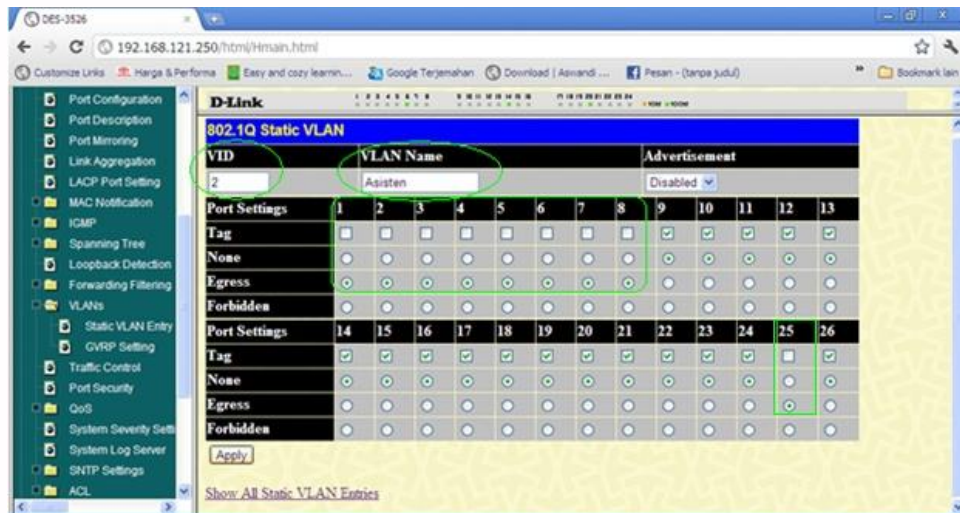 DES-3526
192.168.121.250/html/Hmain.html
Customize Links Harga & Performa Easy and cozy learnin... Google Terjemahan Download | Aswandi ... Pesan - (tanpa judul) » Bookmark lain
Port Configuration
Port Description
Port Mirroring
Link Aggregation
LACP Port Setting
MAC Notification
IGMP
Spanning Tree
Loopback Detection
Forwarding Filtering
VLANs
Static VLAN Entry
GVRP Setting
Traffic Control
Port Security
QoS
System Severity Setti
System Log Server
SNTP Settings
ACL
D-Link
802.1Q Static VLAN
VID VLAN Name Advertisement
2 Asisten Disabled
Port Settings 1 2 3 4 5 6 7 8 9 10 11 12 13
Tag
None
Egress
Forbidden
Port Settings 14 15 16 17 18 19 20 21 22 23 24 25 26
Tag
None
Egress
Forbidden
Apply
Show All Static VLAN Entries